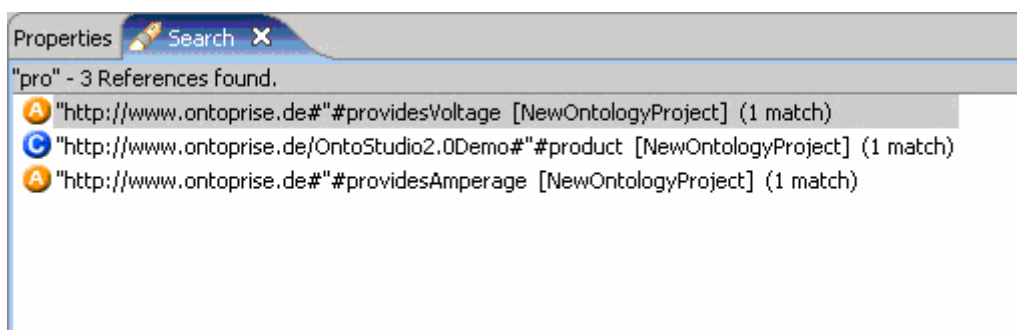 Properties Search
"pro" - 3 References found.
A "http://www.ontoprise.de#"#providesVoltage [NewOntologyProject] (1 match)
C "http://www.ontoprise.de/OntoStudio2.0Demo#"#product [NewOntologyProject] (1 match)
A "http://www.ontoprise.de#"#providesAmperage [NewOntologyProject] (1 match)